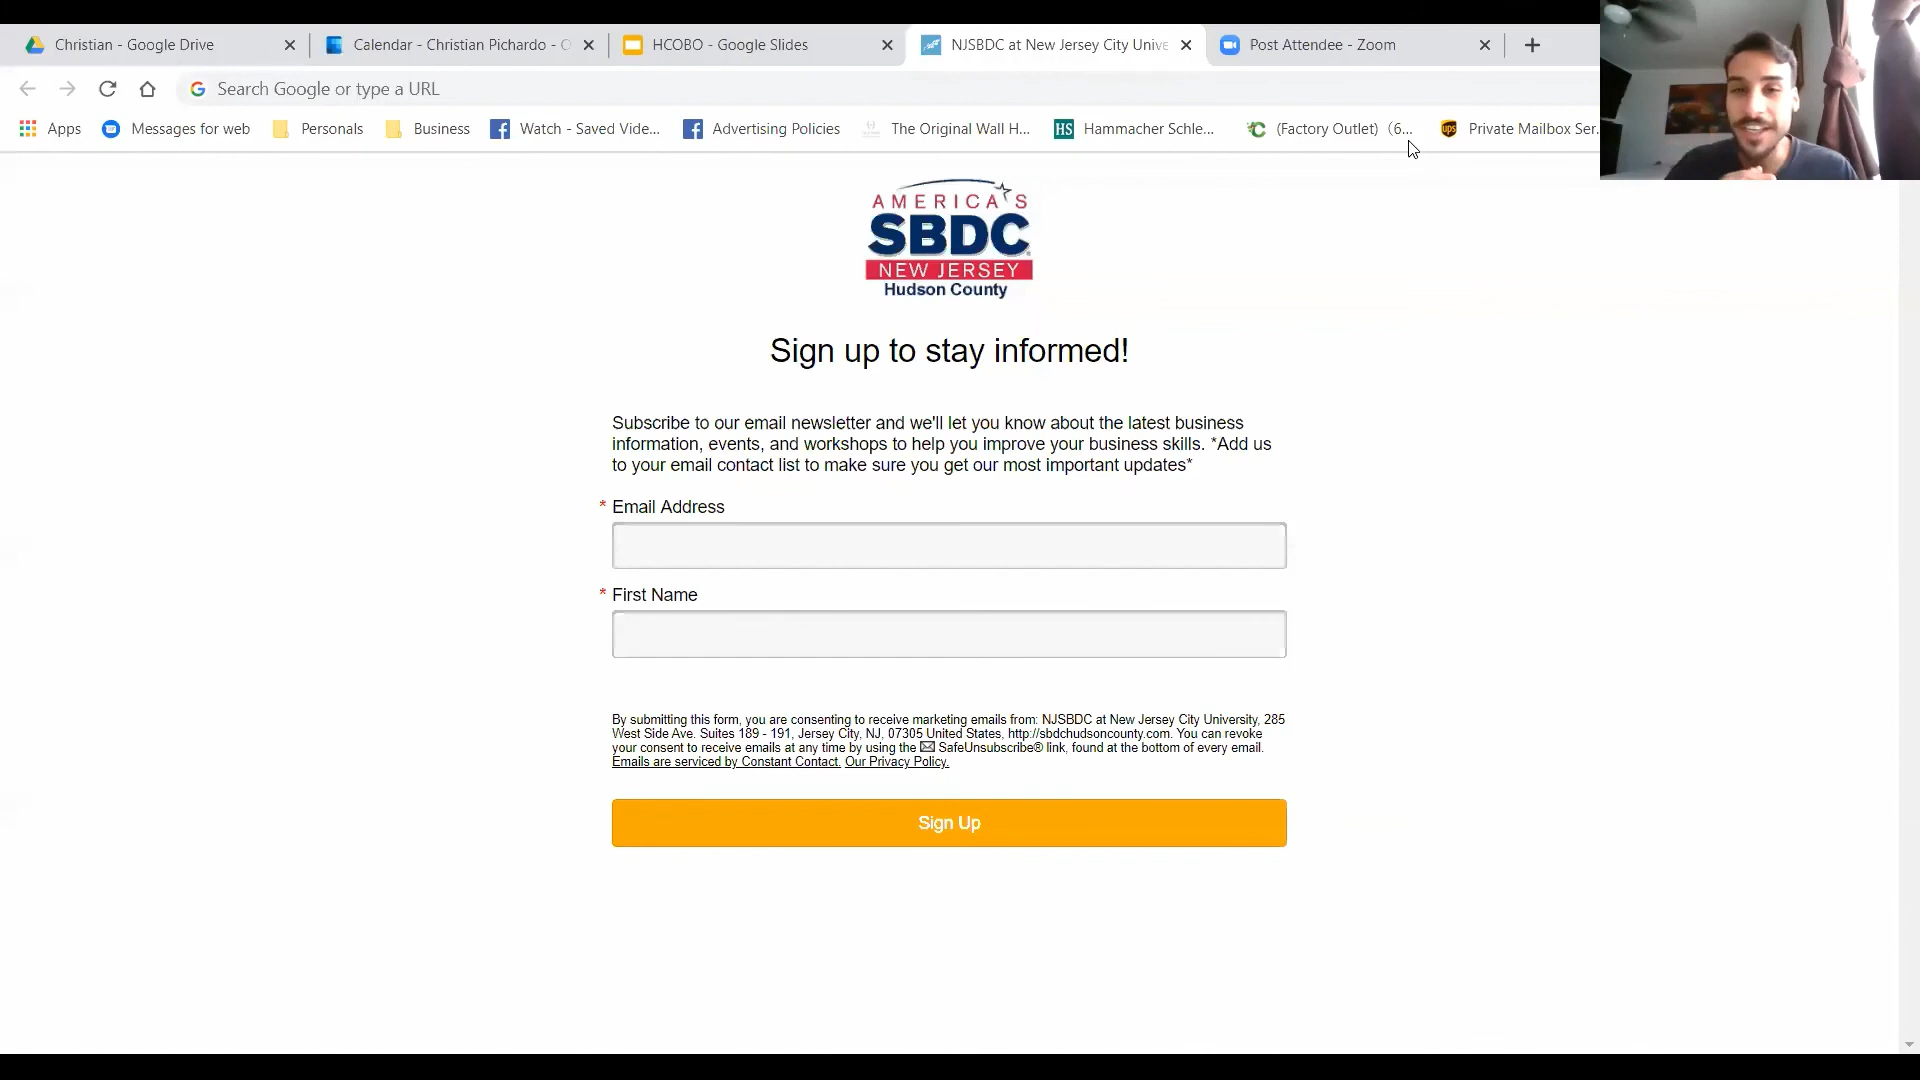 Christian - Google Drive
Calendar - Christian Pichardo - O
HCOBO - Google Slides
NJSBDC at New Jersey City Unive
Post Attendee - Zoom
Search Google or type a URL
Apps
Messages for web
Personals
Business
Watch - Saved Vide...
Advertising Policies
The Original Wall H...
HS
Hammacher Schle...
(Factory Outlet)（6...
ups
Private Mailbox Ser.
AMERICA'S
SBDC
NEW JERSEY
Hudson County
Sign up to stay informed!
Subscribe to our email newsletter and we'll let you know about the latest business
information, events, and workshops to help you improve your business skills. *Add us
to your email contact list to make sure you get our most important updates*
* Email Address
* First Name
By submitting this form, you are consenting to receive marketing emails from: NJSBDC at New Jersey City University, 285
West Side Ave. Suites 189 - 191, Jersey City, NJ, 07305 United States, http://sbdchudsoncounty.com. You can revoke
your consent to receive emails at any time by using the SafeUnsubscribe® link, found at the bottom of every email.
Emails are serviced by Constant Contact. Our Privacy Policy.
Sign Up